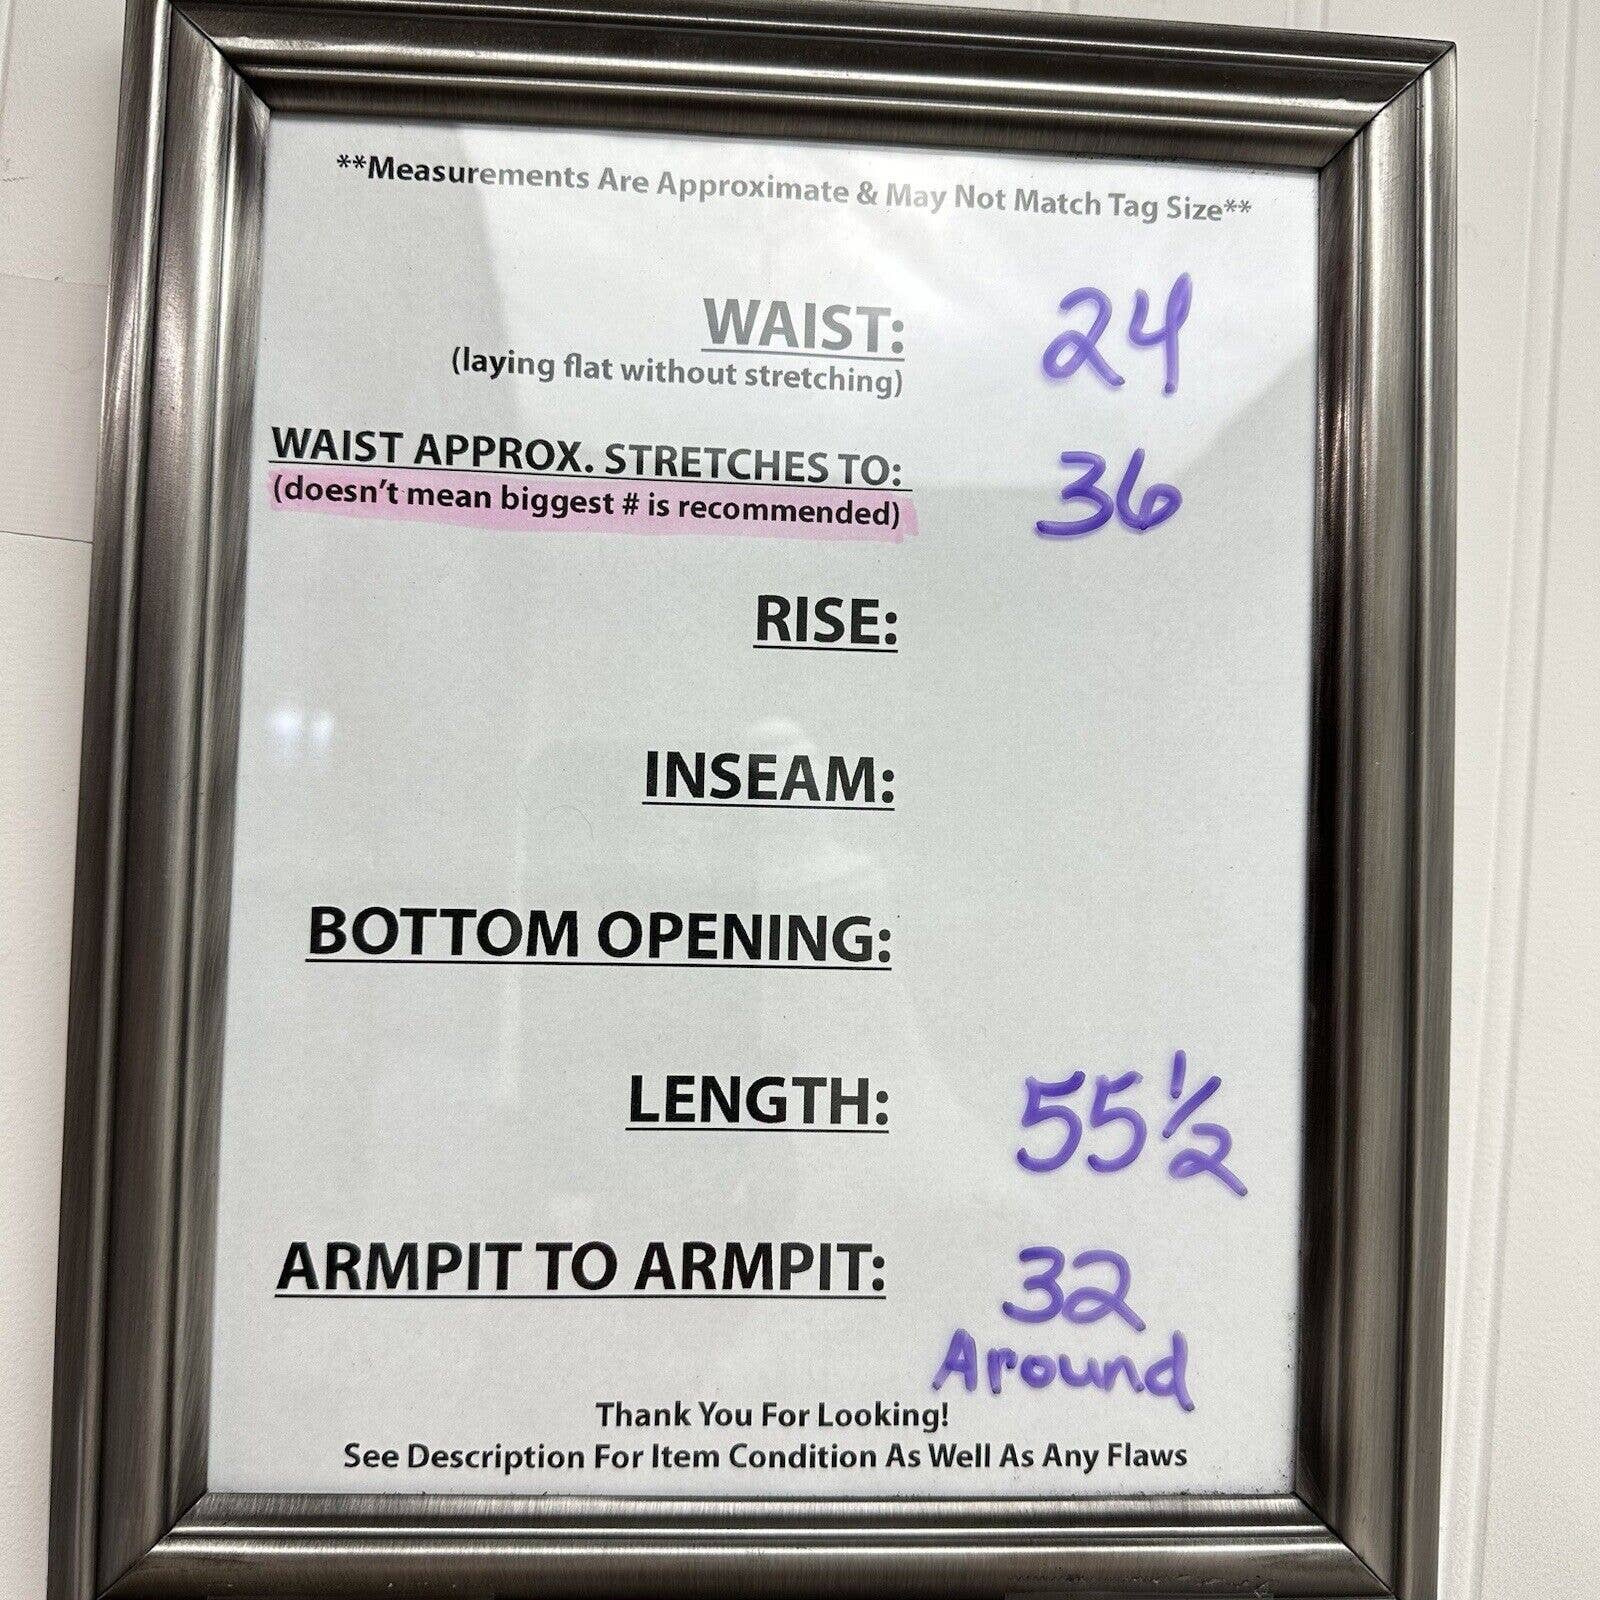 **Measurements Are Approximate & May Not Match Tag Size**
WAIST: 24
(laying flat without stretching)
WAIST APPROX. STRETCHES TO: 36
(doesn't mean biggest # is recommended)
RISE:
INSEAM:
BOTTOM OPENING:
LENGTH: 55 1/2
ARMPIT TO ARMPIT: 32
Around
Thank You For Looking!
See Description For Item Condition As Well As Any Flaws